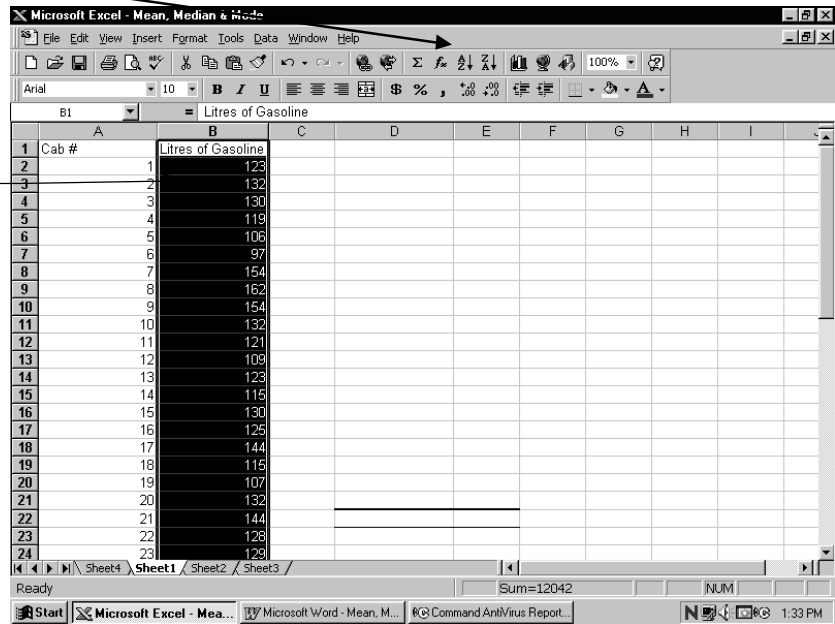 Microsoft Excel - Mean, Median & Mode
File Edit View Insert Format Tools Data Window Help
100%
Arial 10 B I U $ % ,
B1 = Litres of Gasoline
A B C D E F G H I J
1 Cab # Litres of Gasoline
2 1 123
3 2 132
4 3 130
5 4 119
6 5 106
7 6 97
8 7 154
9 8 162
10 9 154
11 10 132
12 11 121
13 12 109
14 13 123
15 14 115
16 15 130
17 16 125
18 17 144
19 18 115
20 19 107
21 20 132
22 21 144
23 22 128
24 23 129
Sheet4 Sheet1 Sheet2 Sheet3
Ready Sum=12042 NUM
Start Microsoft Excel - Mea... Microsoft Word - Mean, M... Command AntiVirus Report... 1:33 PM